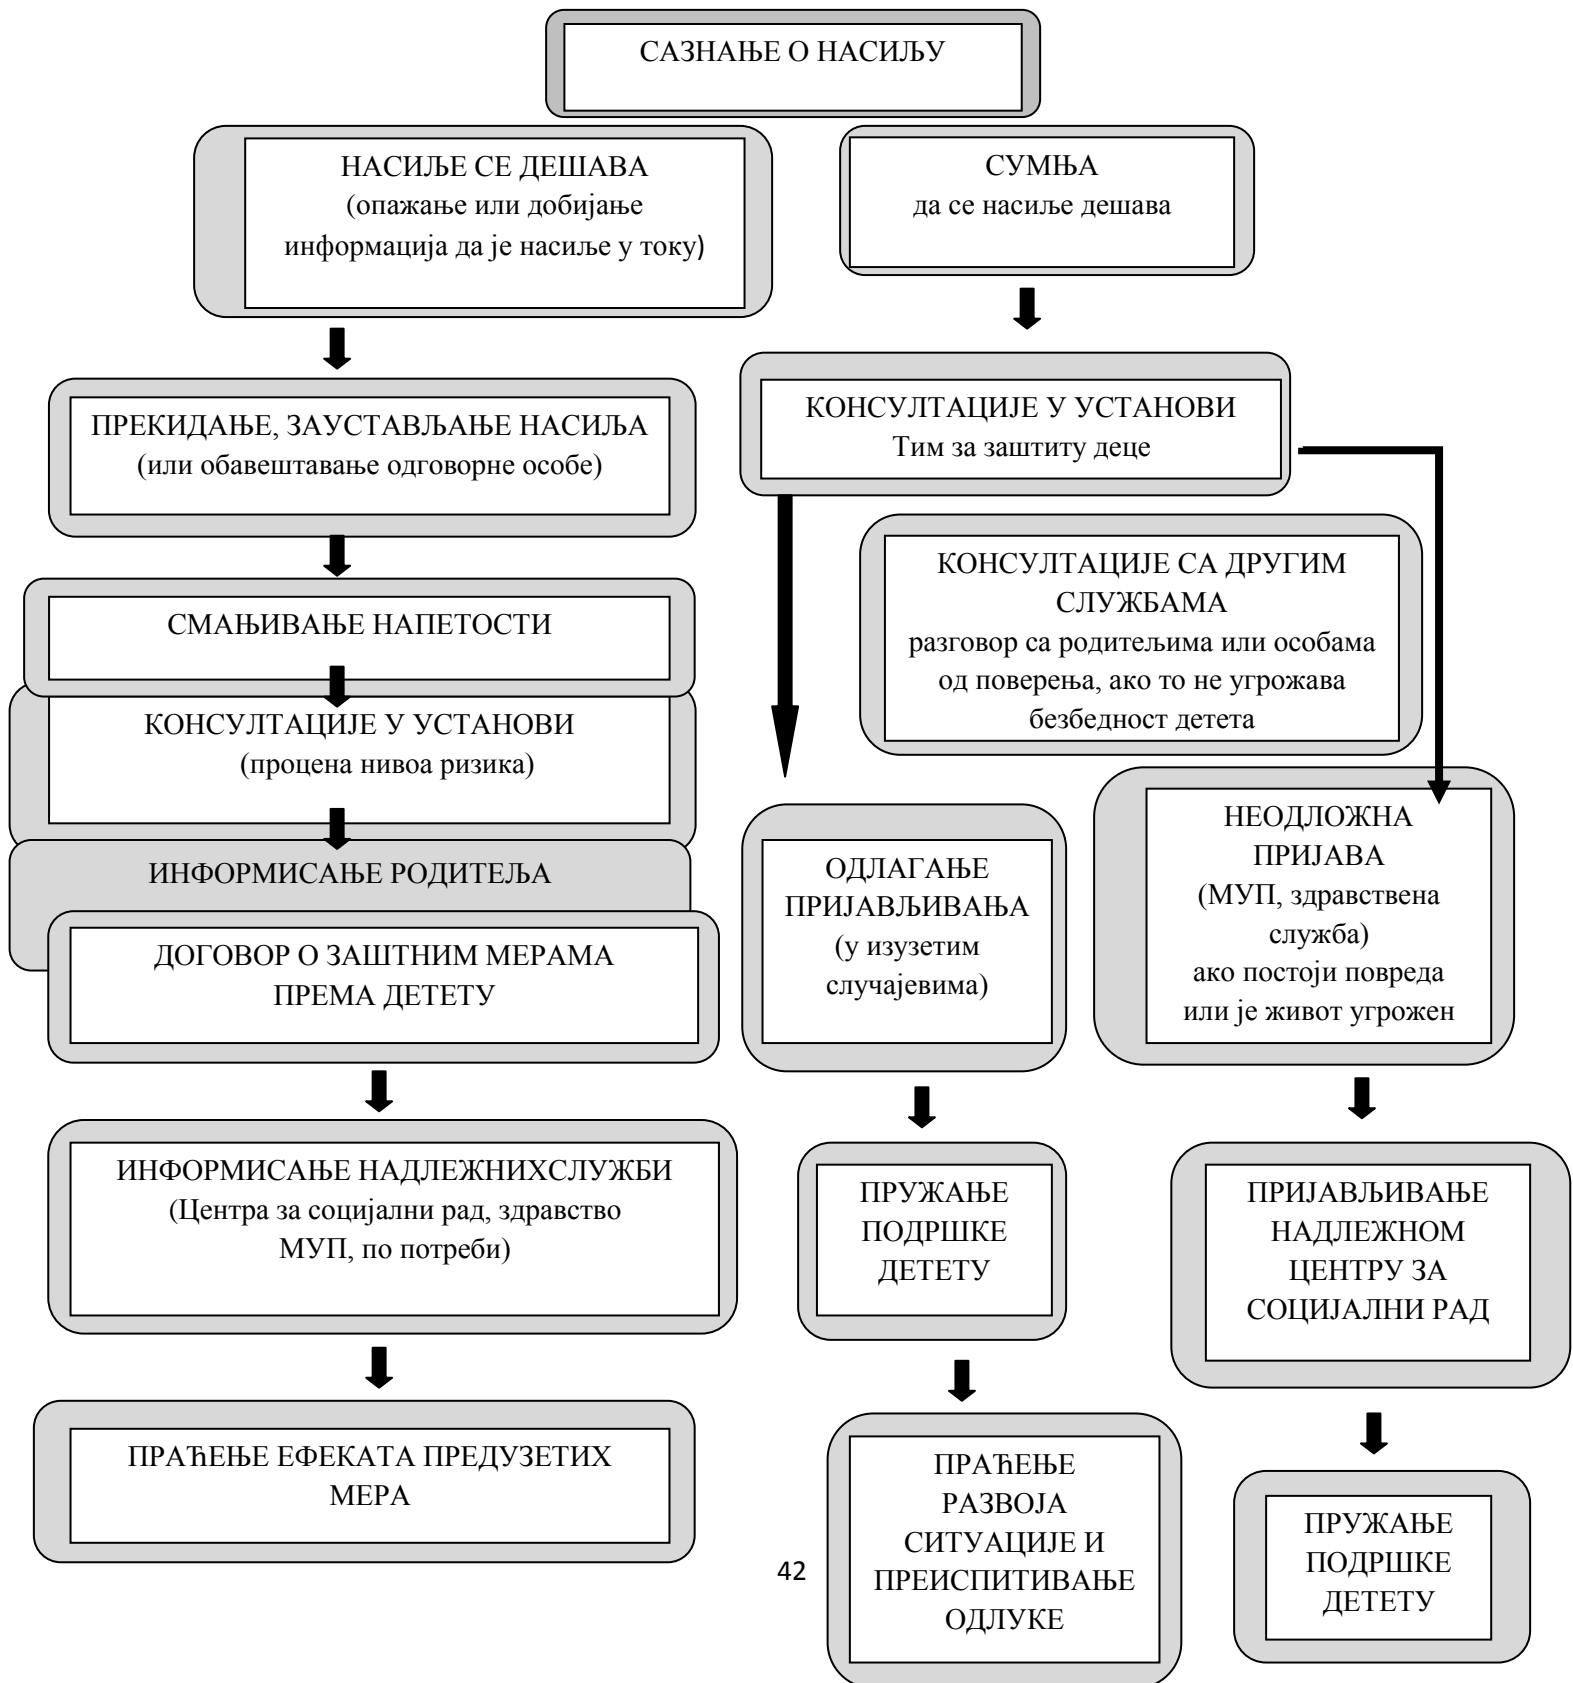 САЗНАЊЕ О НАСИЉУ
НАСИЉЕ СЕ ДЕШАВА
(опажање или добијање
информација да је насиље у току)
СУМЊА
да се насиље дешава
ПРЕКИДАЊЕ, ЗАУСТАВЉАЊЕ НАСИЉА
(или обавештавање одговорне особе)
СМАЊИВАЊЕ НАПЕТОСТИ
КОНСУЛТАЦИЈЕ У УСТАНОВИ
(процена нивоа ризика)
ИНФОРМИСАЊЕ РОДИТЕЉА
ДОГОВОР О ЗАШТНИМ МЕРАМА
ПРЕМА ДЕТЕТУ
ИНФОРМИСАЊЕ НАДЛЕЖНИХСЛУЖБИ
(Центра за социјални рад, здравство
МУП, по потреби)
ПРАЋЕЊЕ ЕФЕКАТА ПРЕДУЗЕТИХ
МЕРА
КОНСУЛТАЦИЈЕ У УСТАНОВИ
Тим за заштиту деце
КОНСУЛТАЦИЈЕ СА ДРУГИМ
СЛУЖБАМА
разговор са родитељима или особама
од поверења, ако то не угрожава
безбедност детета
ОДЛАГАЊЕ
ПРИЈАВЉИВАЊА
(у изузетим
случајевима)
ПРУЖАЊЕ
ПОДРШКЕ
ДЕТЕТУ
ПРАЋЕЊЕ
РАЗВОЈА
СИТУАЦИЈЕ И
ПРЕИСПИТИВАЊЕ
ОДЛУКЕ
НЕОДЛОЖНА
ПРИЈАВА
(МУП, здравствена
служба)
ако постоји повреда
или је живот угрожен
ПРИЈАВЉИВАЊЕ
НАДЛЕЖНОМ
ЦЕНТРУ ЗА
СОЦИЈАЛНИ РАД
ПРУЖАЊЕ
ПОДРШКЕ
ДЕТЕТУ
42